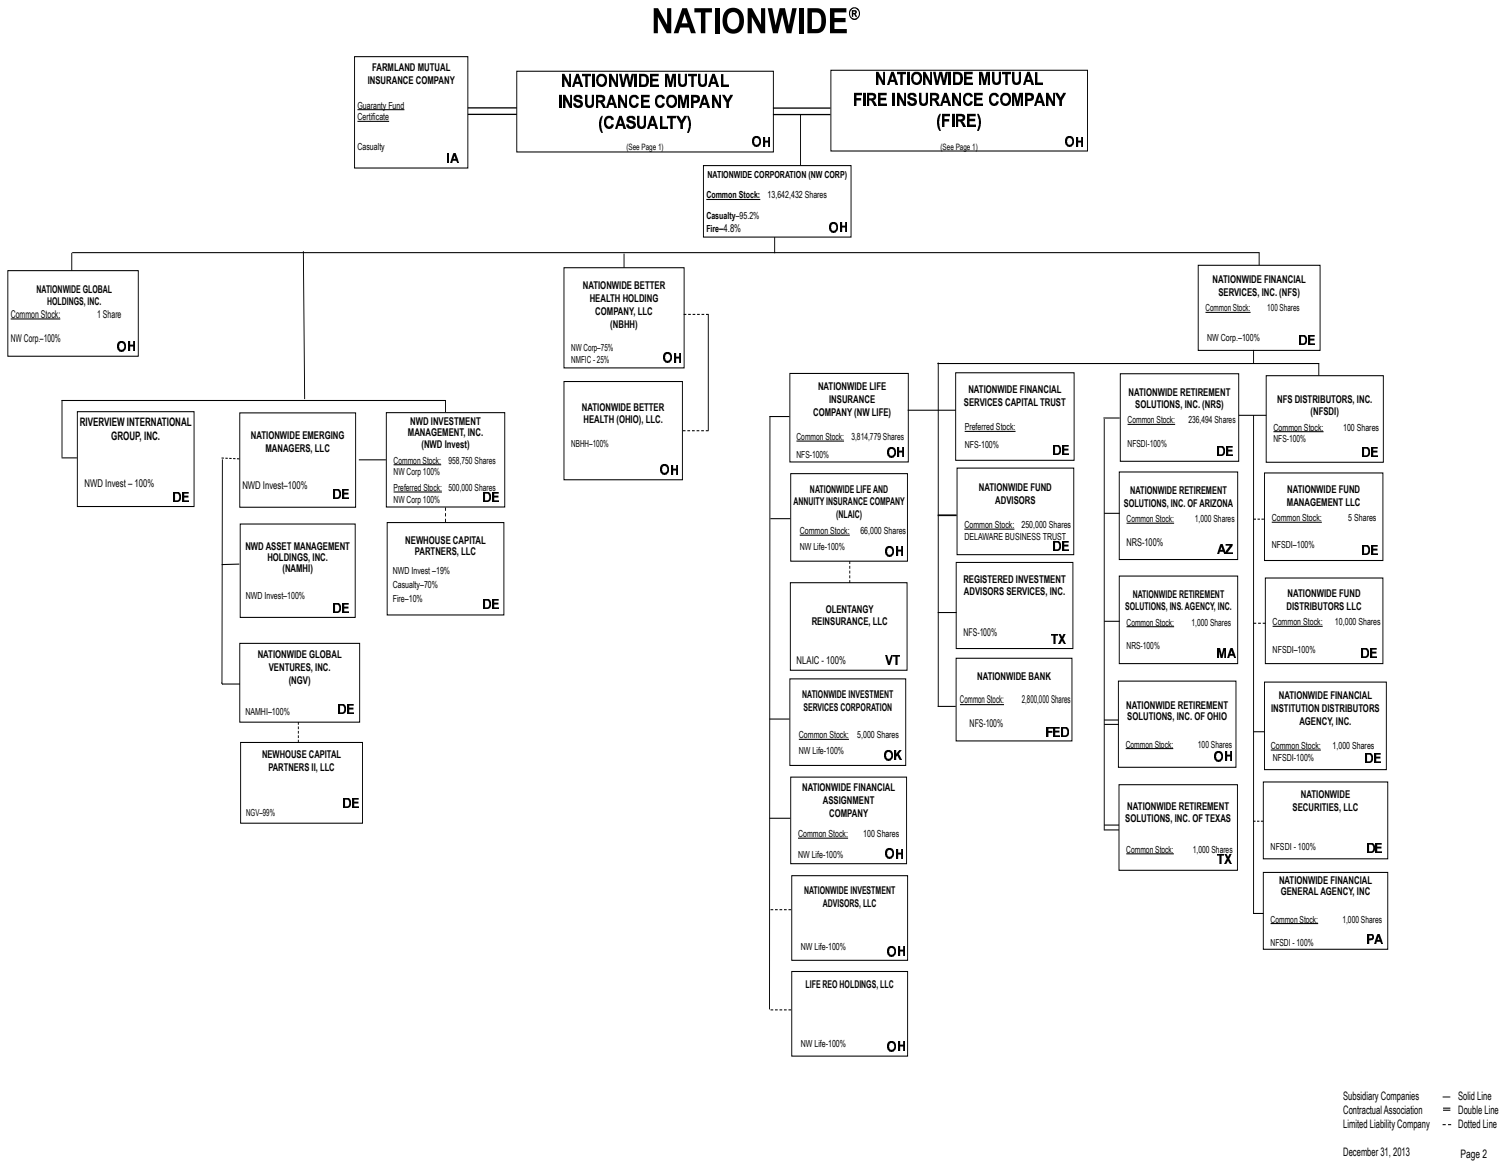 NATIONWIDE®
FARMLAND MUTUAL
INSURANCE COMPANY
Guaranty Fund
Certificate
Casualty
IA
NATIONWIDE MUTUAL
INSURANCE COMPANY
(CASUALTY)
(See Page 1)
OH
NATIONWIDE MUTUAL
FIRE INSURANCE COMPANY
(FIRE)
(See Page 1)
OH
NATIONWIDE CORPORATION (NW CORP)
Common Stock: 13,642,432 Shares
Casualty–95.2%
Fire–4.8%
OH
NATIONWIDE GLOBAL
HOLDINGS, INC.
Common Stock: 1 Share
NW Corp.–100%
OH
NATIONWIDE BETTER
HEALTH HOLDING
COMPANY, LLC
(NBHH)
NW Corp–75%
NMFIC - 25%
OH
NATIONWIDE FINANCIAL
SERVICES, INC. (NFS)
Common Stock: 100 Shares
NW Corp.–100%
DE
RIVERVIEW INTERNATIONAL
GROUP, INC.
NWD Invest – 100%
DE
NATIONWIDE EMERGING
MANAGERS, LLC
NWD Invest–100%
DE
NWD INVESTMENT
MANAGEMENT, INC.
(NWD Invest)
Common Stock: 958,750 Shares
NW Corp 100%
Preferred Stock: 500,000 Shares
NW Corp 100%
DE
NWD ASSET MANAGEMENT
HOLDINGS, INC.
(NAMHI)
NWD Invest–100%
DE
NEWHOUSE CAPITAL
PARTNERS, LLC
NWD Invest –19%
Casualty–70%
Fire–10%
DE
NATIONWIDE GLOBAL
VENTURES, INC.
(NGV)
NAMHI–100%
DE
NEWHOUSE CAPITAL
PARTNERS II, LLC
NGV–99%
DE
NATIONWIDE BETTER
HEALTH (OHIO), LLC.
NBHH–100%
OH
NATIONWIDE LIFE
INSURANCE
COMPANY (NW LIFE)
Common Stock: 3,814,779 Shares
NFS-100%
OH
NATIONWIDE LIFE AND
ANNUITY INSURANCE COMPANY
(NLAIC)
Common Stock: 66,000 Shares
NW Life-100%
OH
OLENTANGY
REINSURANCE, LLC
NLAIC - 100%
VT
NATIONWIDE INVESTMENT
SERVICES CORPORATION
Common Stock: 5,000 Shares
NW Life-100%
OK
NATIONWIDE FINANCIAL
ASSIGNMENT
COMPANY
Common Stock: 100 Shares
NW Life-100%
OH
NATIONWIDE INVESTMENT
ADVISORS, LLC
NW Life-100%
OH
LIFE REO HOLDINGS, LLC
NW Life-100%
OH
NATIONWIDE FINANCIAL
SERVICES CAPITAL TRUST
Preferred Stock:
NFS-100%
DE
NATIONWIDE FUND
ADVISORS
Common Stock: 250,000 Shares
DELAWARE BUSINESS TRUST
DE
REGISTERED INVESTMENT
ADVISORS SERVICES, INC.
NFS-100%
TX
NATIONWIDE BANK
Common Stock: 2,800,000 Shares
NFS-100%
FED
NATIONWIDE RETIREMENT
SOLUTIONS, INC. (NRS)
Common Stock: 236,494 Shares
NFSDI-100%
DE
NATIONWIDE RETIREMENT
SOLUTIONS, INC. OF ARIZONA
Common Stock: 1,000 Shares
NRS-100%
AZ
NATIONWIDE RETIREMENT
SOLUTIONS, INS. AGENCY, INC.
Common Stock: 1,000 Shares
NRS-100%
MA
NATIONWIDE RETIREMENT
SOLUTIONS, INC. OF OHIO
Common Stock: 100 Shares
OH
NATIONWIDE RETIREMENT
SOLUTIONS, INC. OF TEXAS
Common Stock: 1,000 Shares
TX
NFS DISTRIBUTORS, INC.
(NFSDI)
Common Stock: 100 Shares
NFS-100%
DE
NATIONWIDE FUND
MANAGEMENT LLC
Common Stock: 5 Shares
NFSDI–100%
DE
NATIONWIDE FUND
DISTRIBUTORS LLC
Common Stock: 10,000 Shares
NFSDI–100%
DE
NATIONWIDE FINANCIAL
INSTITUTION DISTRIBUTORS
AGENCY, INC.
Common Stock: 1,000 Shares
NFSDI-100%
DE
NATIONWIDE
SECURITIES, LLC
NFSDI - 100%
DE
NATIONWIDE FINANCIAL
GENERAL AGENCY, INC
Common Stock: 1,000 Shares
NFSDI - 100%
PA
Subsidiary Companies — Solid Line
Contractual Association = Double Line
Limited Liability Company -- Dotted Line
December 31, 2013 Page 2